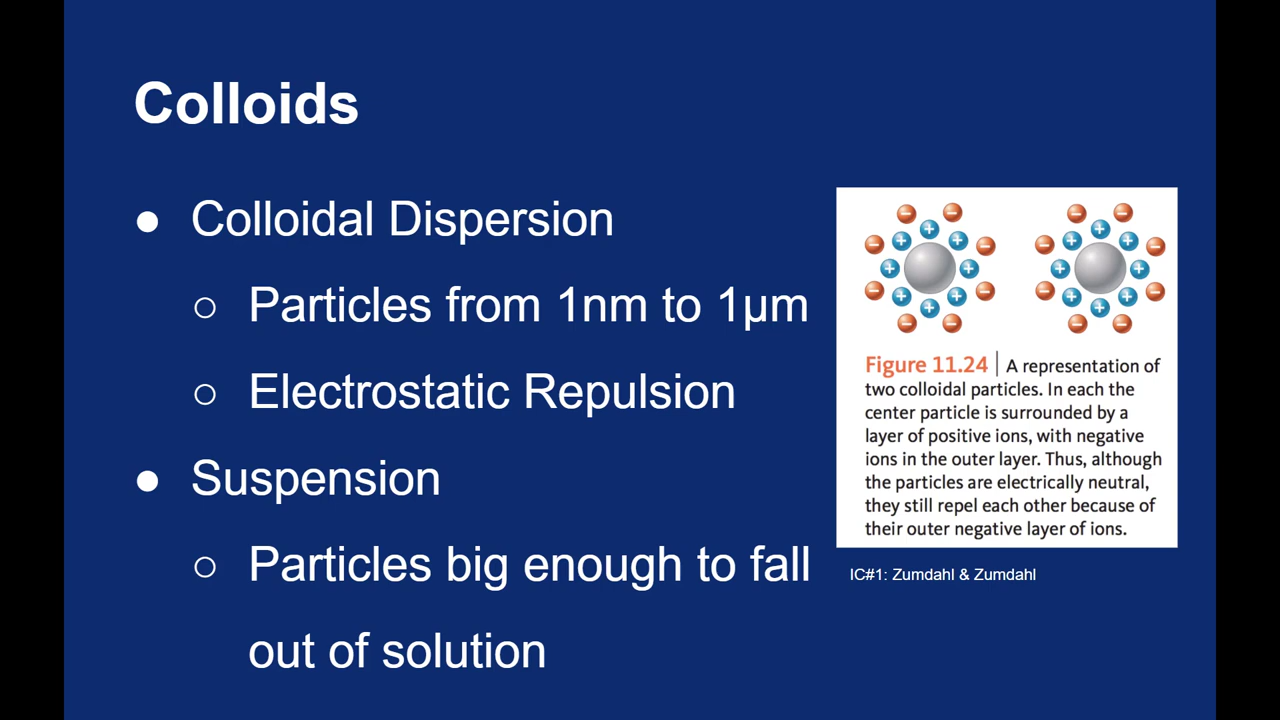 Colloids
● Colloidal Dispersion
○ Particles from 1nm to 1μm
○ Electrostatic Repulsion
● Suspension
○ Particles big enough to fall
out of solution
Figure 11.24 | A representation of
two colloidal particles. In each the
center particle is surrounded by a
layer of positive ions, with negative
ions in the outer layer. Thus, although
the particles are electrically neutral,
they still repel each other because of
their outer negative layer of ions.
IC#1: Zumdahl & Zumdahl